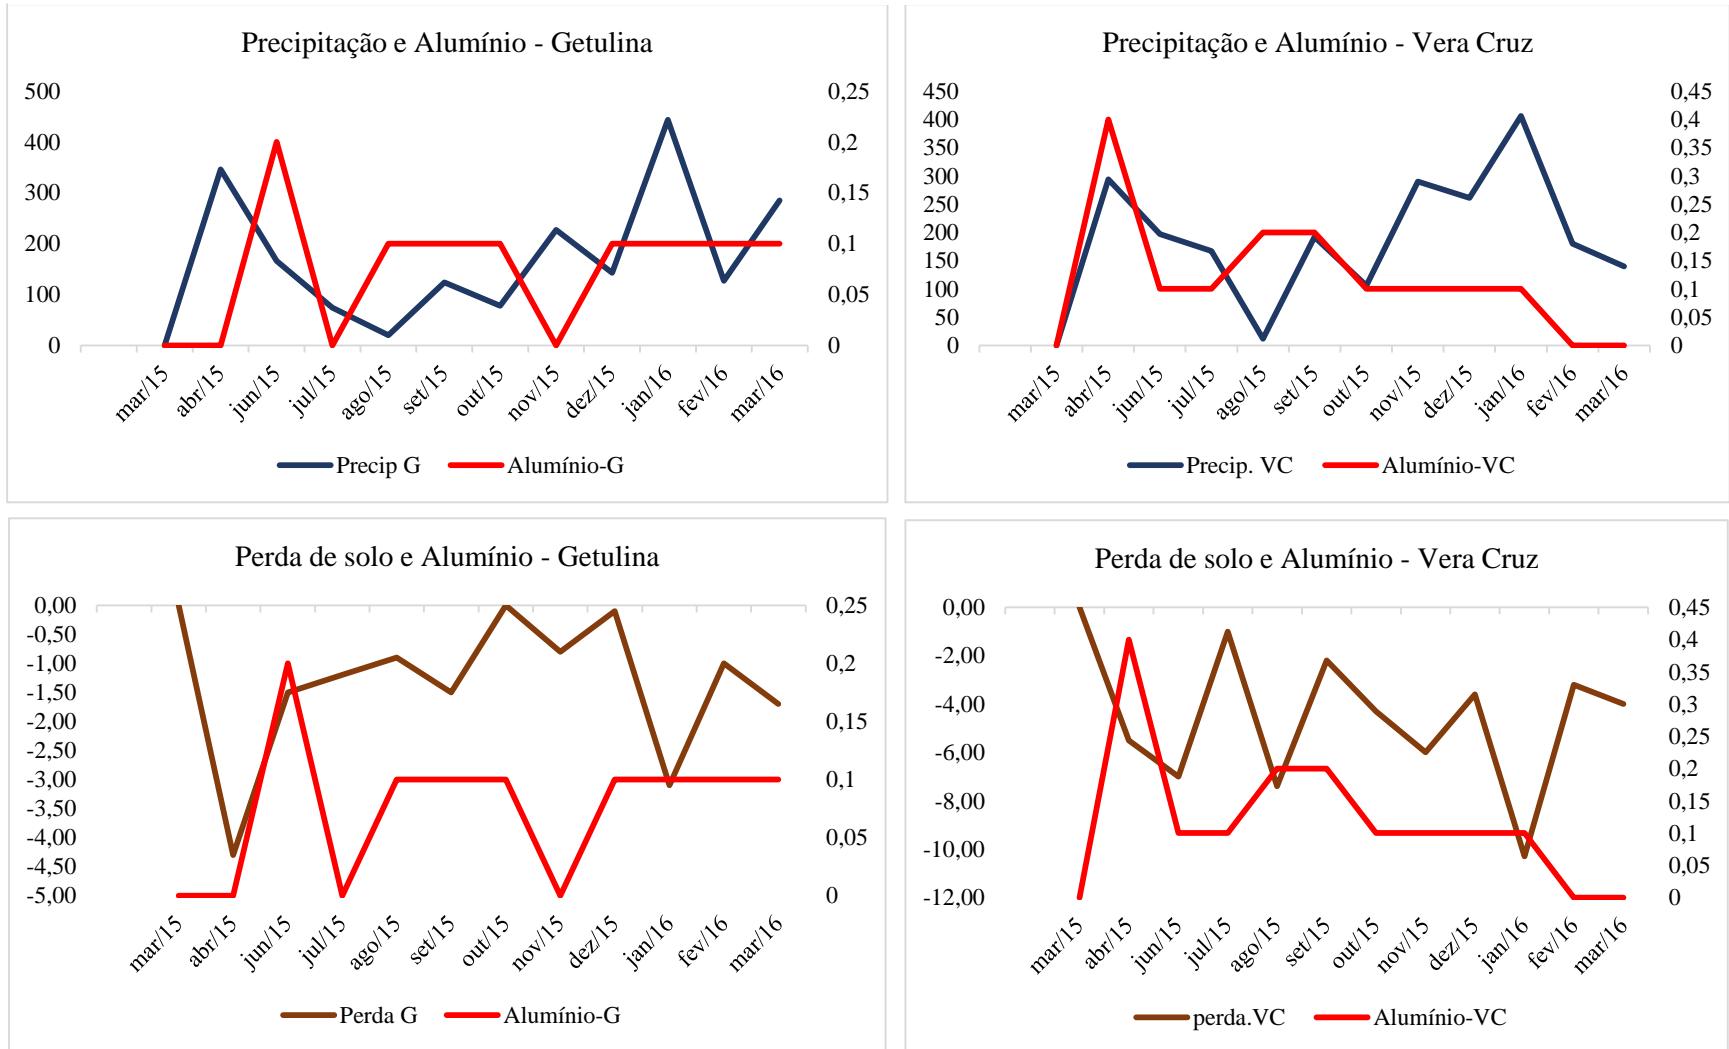 Precipitação e Alumínio - Getulina
500
400
300
200
100
0
0,25
0,2
0,15
0,1
0,05
0
mar/15
abr/15
jun/15
jul/15
ago/15
set/15
out/15
nov/15
dez/15
jan/16
fev/16
mar/16
Precip G
Alumínio-G
Precipitação e Alumínio - Vera Cruz
450
400
350
300
250
200
150
100
50
0
0,45
0,4
0,35
0,3
0,25
0,2
0,15
0,1
0,05
0
mar/15
abr/15
jun/15
jul/15
ago/15
set/15
out/15
nov/15
dez/15
jan/16
fev/16
mar/16
Precip. VC
Alumínio-VC
Perda de solo e Alumínio - Getulina
0,00
-0,50
-1,00
-1,50
-2,00
-2,50
-3,00
-3,50
-4,00
-4,50
-5,00
0,25
0,2
0,15
0,1
0,05
0
mar/15
abr/15
jun/15
jul/15
ago/15
set/15
out/15
nov/15
dez/15
jan/16
fev/16
mar/16
Perda G
Alumínio-G
Perda de solo e Alumínio - Vera Cruz
0,00
-2,00
-4,00
-6,00
-8,00
-10,00
-12,00
0,45
0,4
0,35
0,3
0,25
0,2
0,15
0,1
0,05
0
mar/15
abr/15
jun/15
jul/15
ago/15
set/15
out/15
nov/15
dez/15
jan/16
fev/16
mar/16
perda.VC
Alumínio-VC